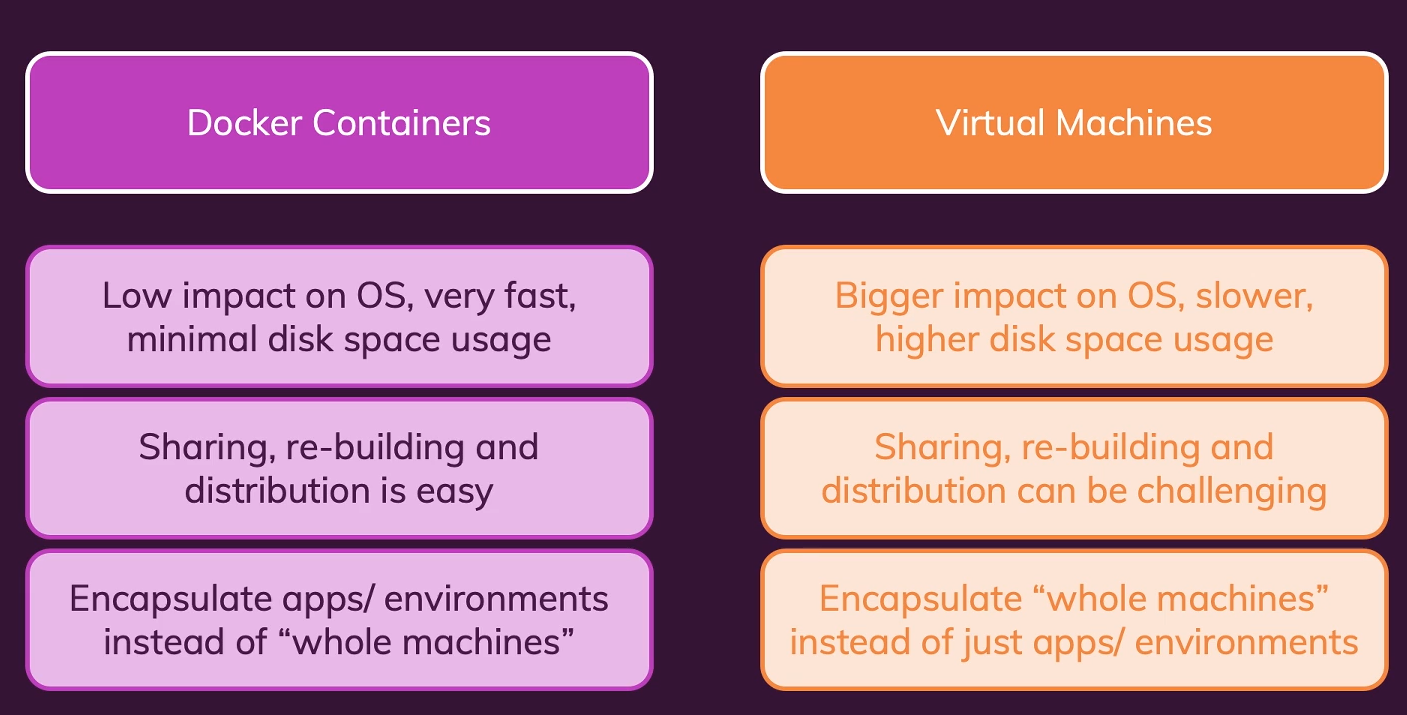 Docker Containers
Virtual Machines
Low impact on OS, very fast,
minimal disk space usage
Bigger impact on OS, slower,
higher disk space usage
Sharing, re-building and
distribution is easy
Sharing, re-building and
distribution can be challenging
Encapsulate apps/ environments
instead of “whole machines”
Encapsulate “whole machines”
instead of just apps/ environments